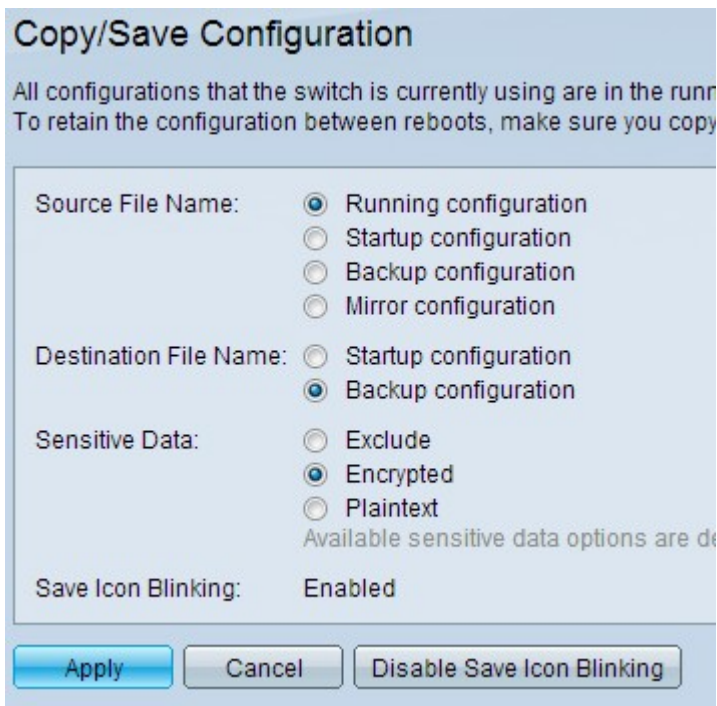 Copy/Save Configuration
All configurations that the switch is currently using are in the
To retain the configuration between reboots, make sure you copy
Source File Name: Running configuration
Startup configuration
Backup configuration
Mirror configuration
Destination File Name: Startup configuration
Backup configuration
Sensitive Data: Exclude
Encrypted
Plaintext
Available sensitive data options are
Save Icon Blinking: Enabled
Apply Cancel Disable Save Icon Blinking